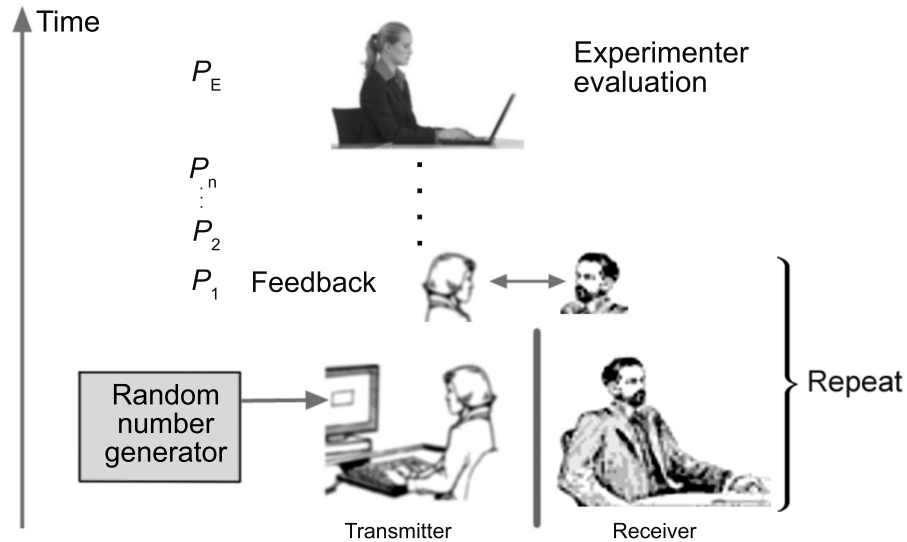 Time
P_E
Experimenter
evaluation
P_n
P_2
P_1 Feedback
Random
number
generator
Repeat
Transmitter
Receiver